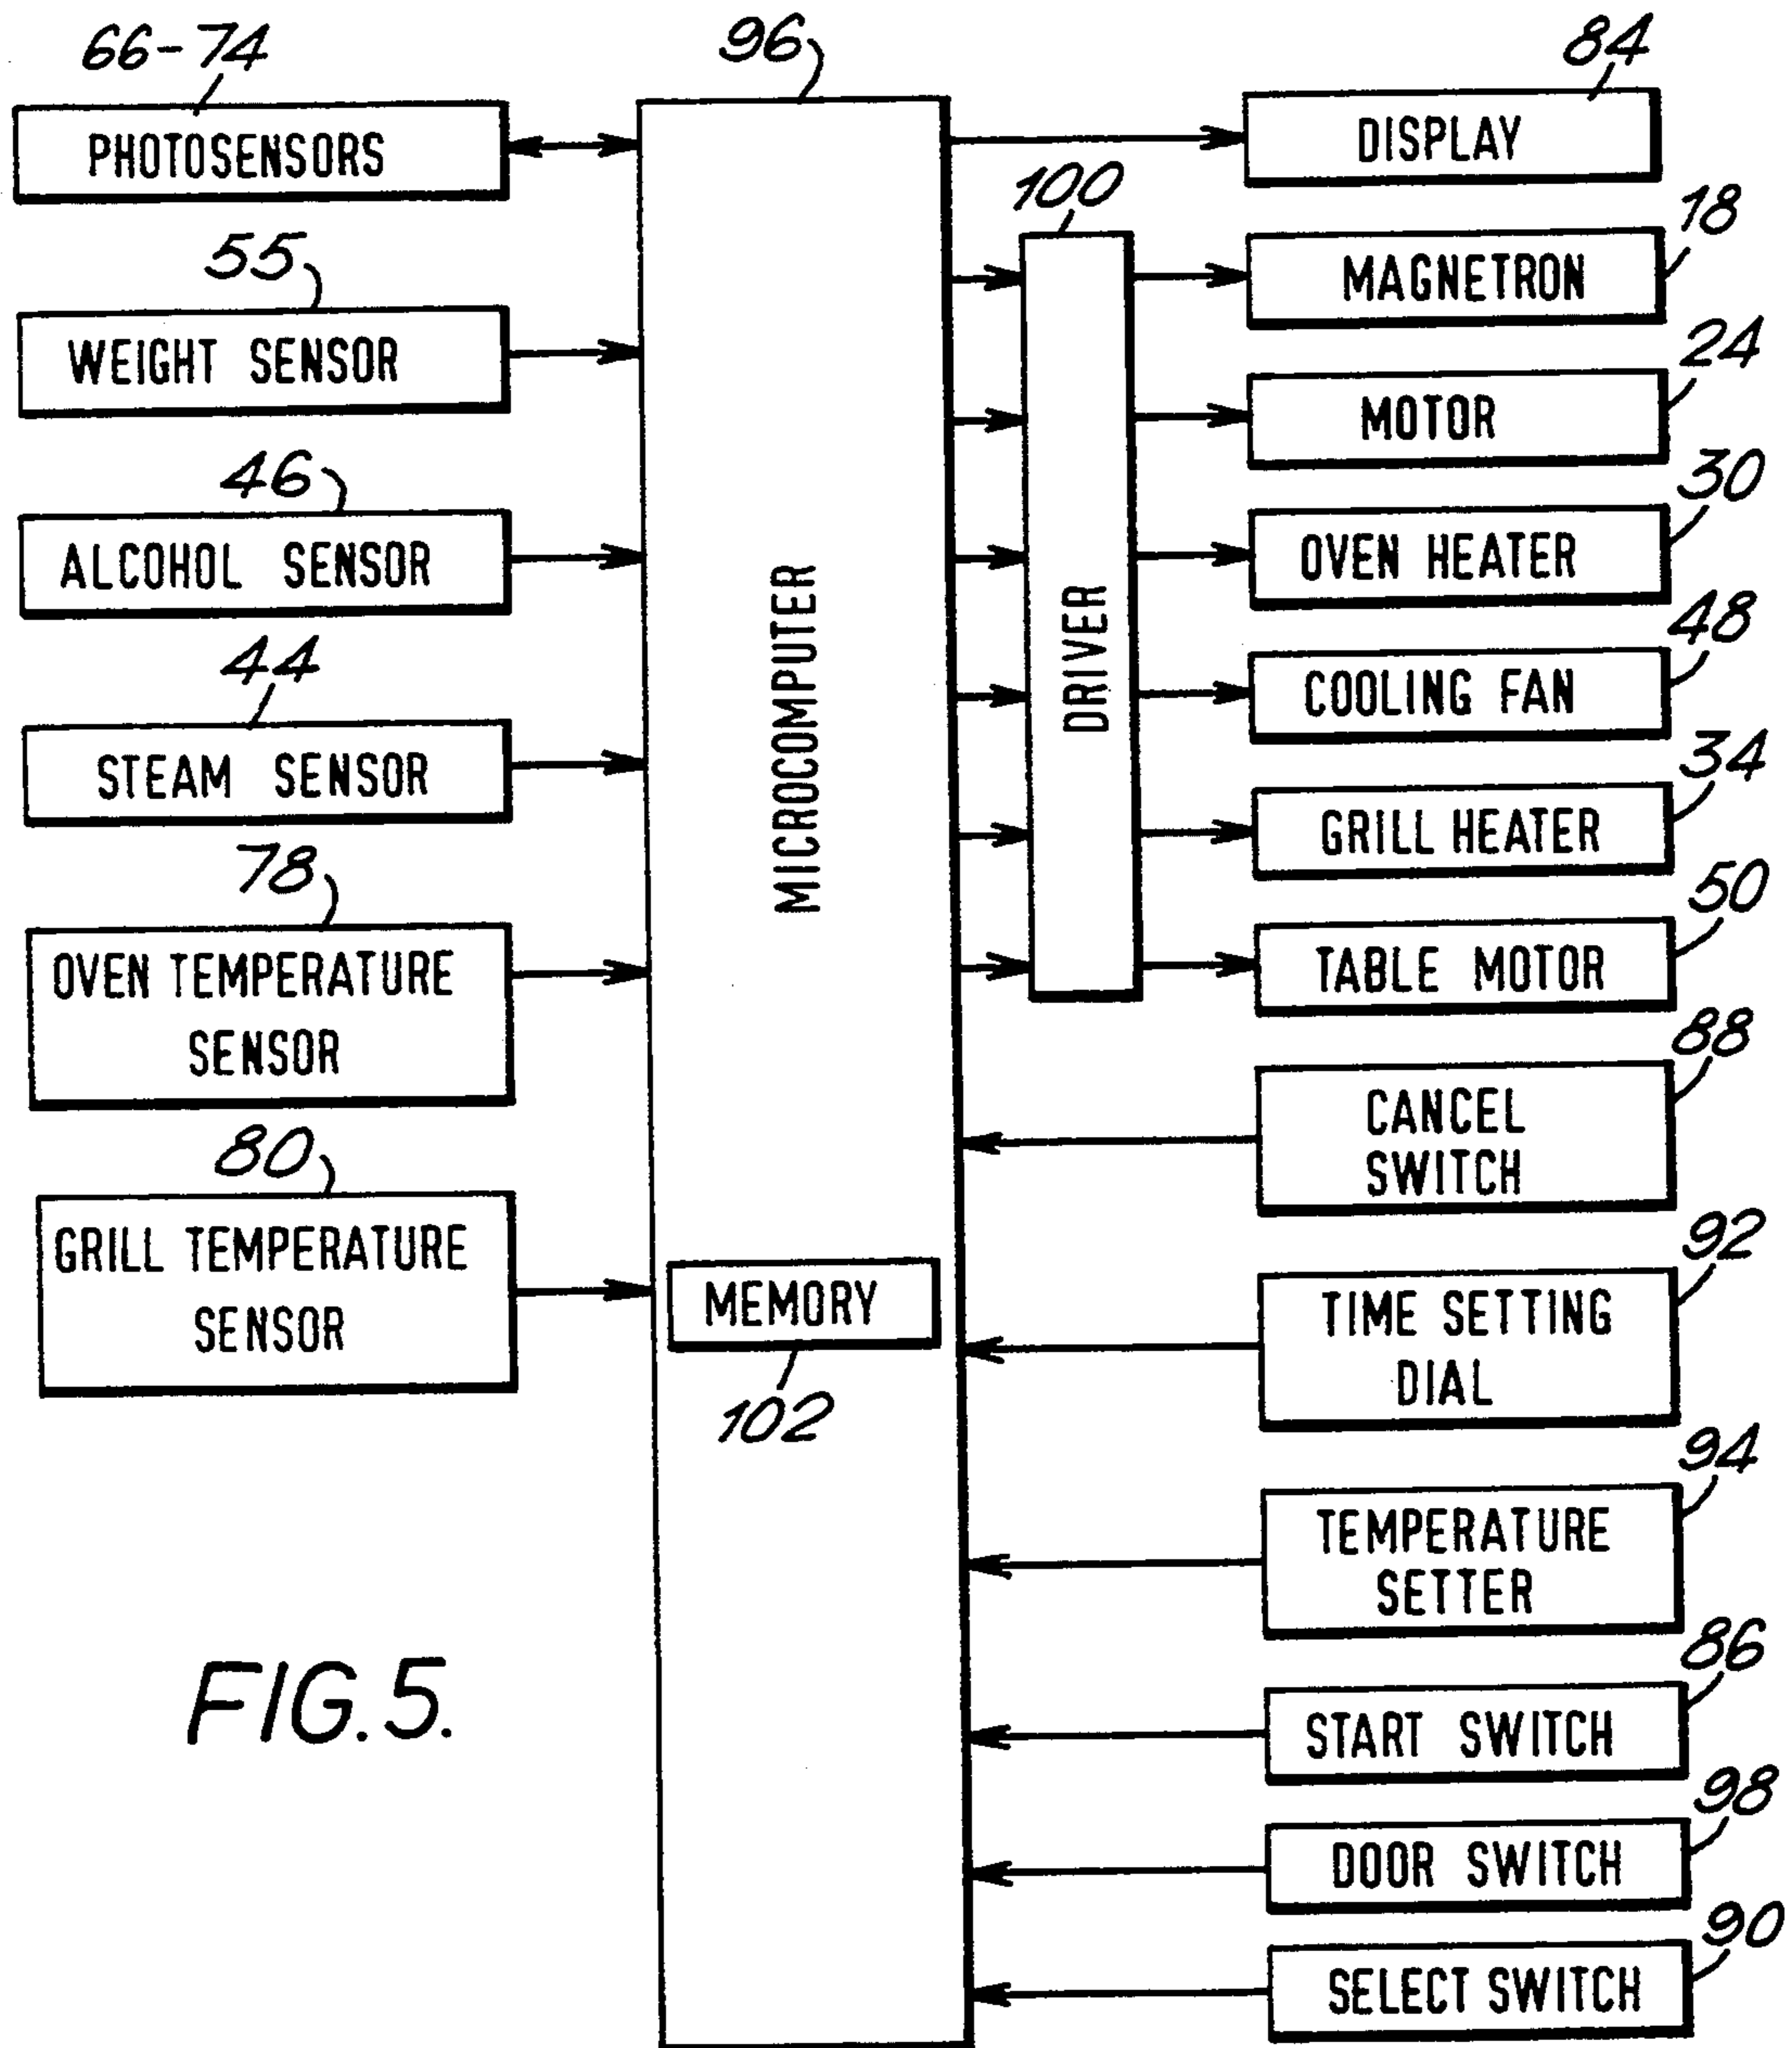 66-74
PHOTOSENSORS
55
WEIGHT SENSOR
46
ALCOHOL SENSOR
44
STEAM SENSOR
78
OVEN TEMPERATURE
SENSOR
80
GRILL TEMPERATURE
SENSOR
96
MICROCOMPUTER
MEMORY
102
100
DRIVER
84
DISPLAY
18
MAGNETRON
24
MOTOR
30
OVEN HEATER
48
COOLING FAN
34
GRILL HEATER
50
TABLE MOTOR
88
CANCEL
SWITCH
92
TIME SETTING
DIAL
94
TEMPERATURE
SETTER
86
START SWITCH
98
DOOR SWITCH
90
SELECT SWITCH
FIG.5.